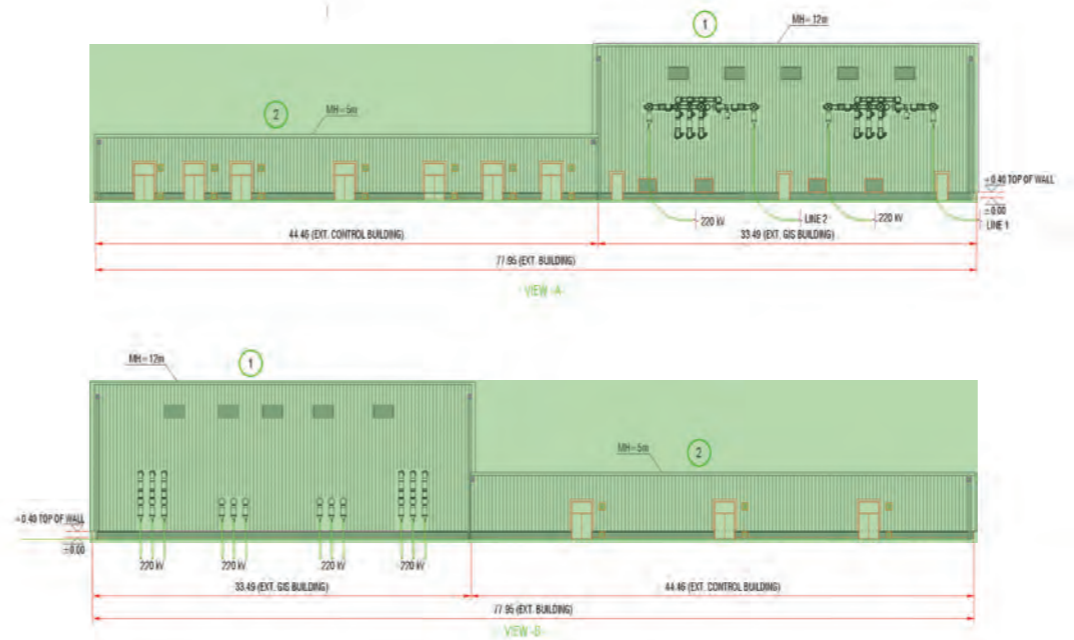 1
MH=12m
2
MH=5m
+0.40 TOP OF WALL
±0.00
220 kV
LINE 2
220 kV
LINE 1
44.46 (EXT. CONTROL BUILDING)
33.49 (EXT. GIS BUILDING)
77.95 (EXT. BUILDING)
VIEW -A-
MH=12m
1
MH=5m
2
+0.40 TOP OF WALL
±0.00
220 kV
220 kV
220 kV
220 kV
33.49 (EXT. GIS BUILDING)
44.46 (EXT. CONTROL BUILDING)
77.95 (EXT. BUILDING)
VIEW -B-